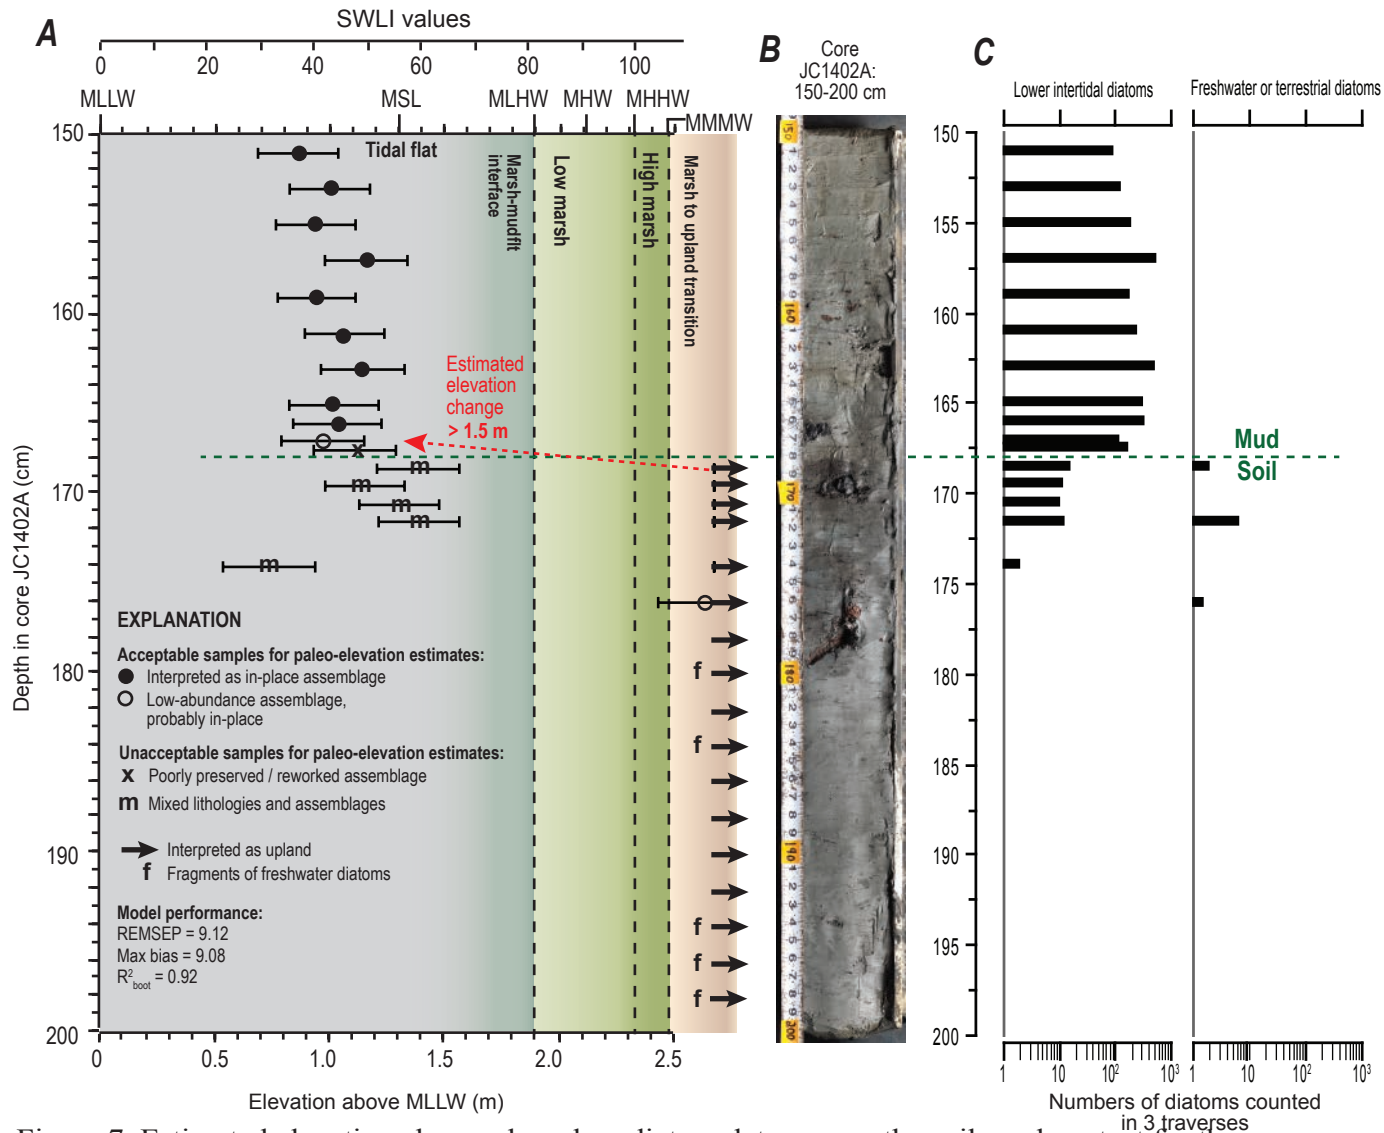 A
SWLI values
0 20 40 60 80 100
MLLW MSL MLHW MHW MHHW
MMMW
150
160
170
180
190
200
Depth in core JC1402A (cm)
Tidal flat
Marsh-mudflt
interface
Low marsh
High marsh
Marsh to upland transition
Estimated
elevation
change
> 1.5 m
x
m
m
m
m
m
f
f
f
f
f
EXPLANATION
Acceptable samples for paleo-elevation estimates:
Interpreted as in-place assemblage
Low-abundance assemblage,
probably in-place
Unacceptable samples for paleo-elevation estimates:
x Poorly preserved / reworked assemblage
m Mixed lithologies and assemblages
Interpreted as upland
f Fragments of freshwater diatoms
Model performance:
REMSEP = 9.12
Max bias = 9.08
R²boot = 0.92
0 0.5 1.0 1.5 2.0 2.5
Elevation above MLLW (m)
B
Core
JC1402A:
150-200 cm
150
160
170
180
190
200
C
Lower intertidal diatoms
Freshwater or terrestrial diatoms
150
155
160
165
170
175
180
185
190
195
200
Mud
Soil
1 10 10² 10³
1 10 10² 10³
Numbers of diatoms counted
in 3 traverses